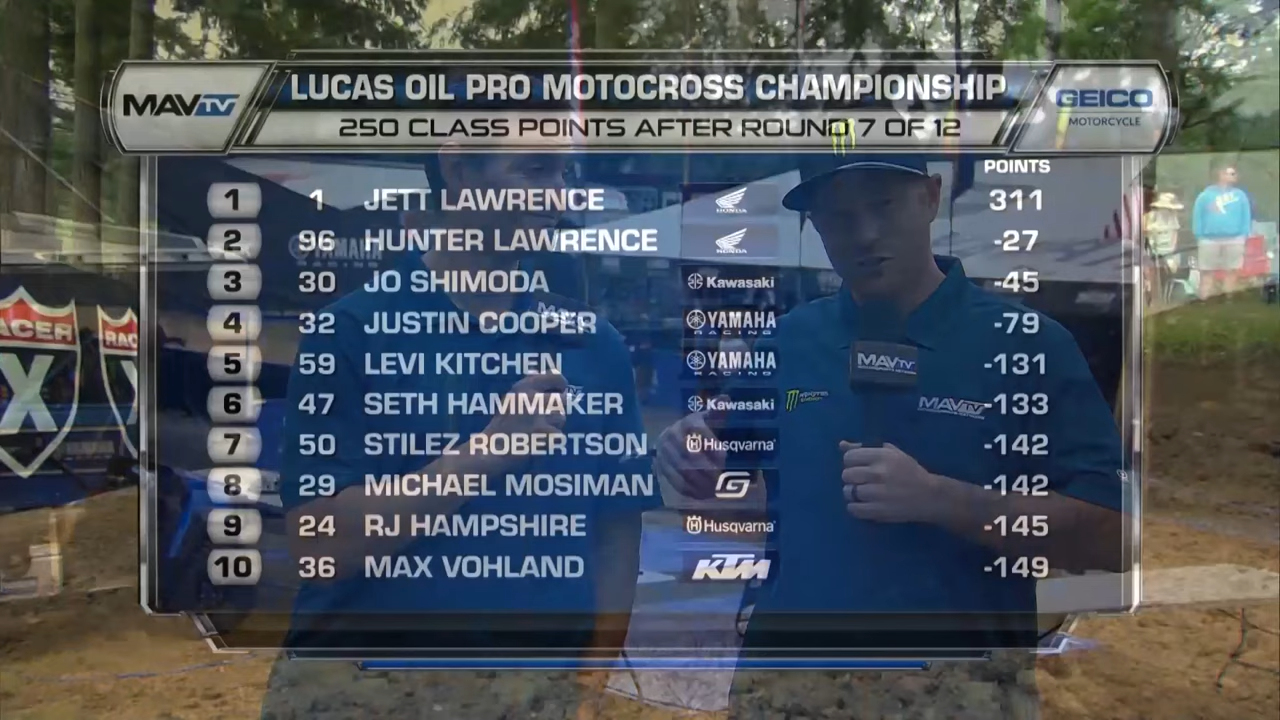 MAVTV
LUCAS OIL PRO MOTOCROSS CHAMPIONSHIP
GEICO
MOTORCYCLE
250 CLASS POINTS AFTER ROUND 7 OF 12
POINTS
1 1 JETT LAWRENCE HONDA 311
2 96 HUNTER LAWRENCE HONDA -27
3 30 JO SHIMODA Kawasaki -45
4 32 JUSTIN COOPER YAMAHA RACING -79
5 59 LEVI KITCHEN YAMAHA RACING -131
6 47 SETH HAMMAKER Kawasaki -133
7 50 STILEZ ROBERTSON Husqvarna -142
8 29 MICHAEL MOSIMAN G -142
9 24 RJ HAMPSHIRE Husqvarna -145
10 36 MAX VOHLAND KTM -149
YAMAHA
RACING
RACER
X
RAC
MAVTV
MAVTV